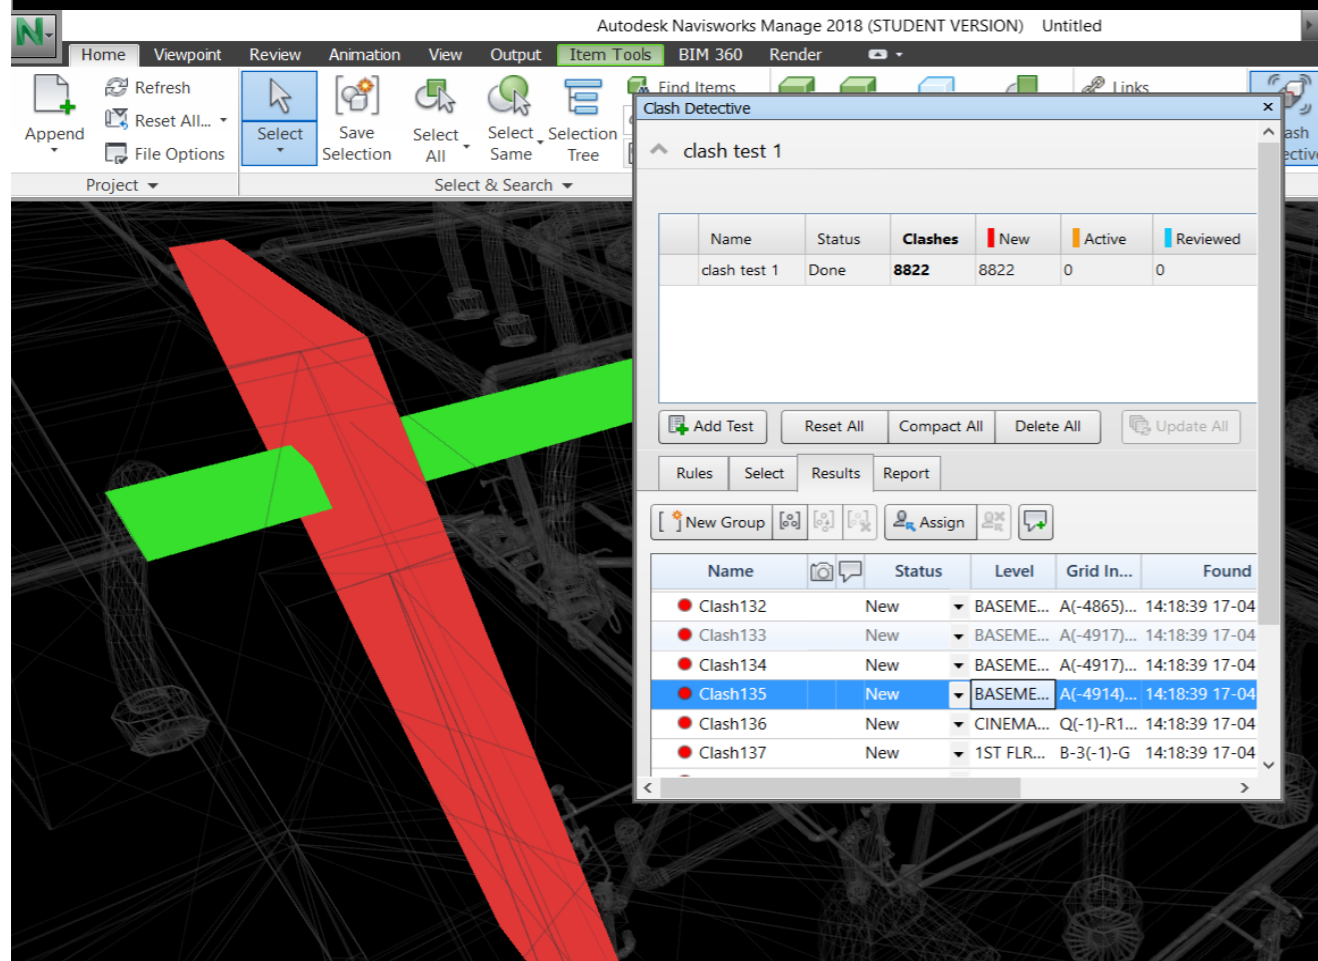 Autodesk Navisworks Manage 2018 (STUDENT VERSION) Untitled
N
Home Viewpoint Review Animation View Output Item Tools BIM 360 Render
Append
Refresh
Reset All...
File Options
Select
Save
Selection
Select
All
Select
Same
Selection
Tree
Find Items
Links
Project
Select & Search
Clash Detective
clash test 1
Name Status Clashes New Active Reviewed
clash test 1 Done 8822 8822 0 0
Add Test Reset All Compact All Delete All Update All
Rules Select Results Report
New Group Assign
Name Status Level Grid In... Found
Clash132 New BASEME... A(-4865)... 14:18:39 17-04
Clash133 New BASEME... A(-4917)... 14:18:39 17-04
Clash134 New BASEME... A(-4917)... 14:18:39 17-04
Clash135 New BASEME... A(-4914)... 14:18:39 17-04
Clash136 New CINEMA... Q(-1)-R1... 14:18:39 17-04
Clash137 New 1ST FLR... B-3(-1)-G 14:18:39 17-04